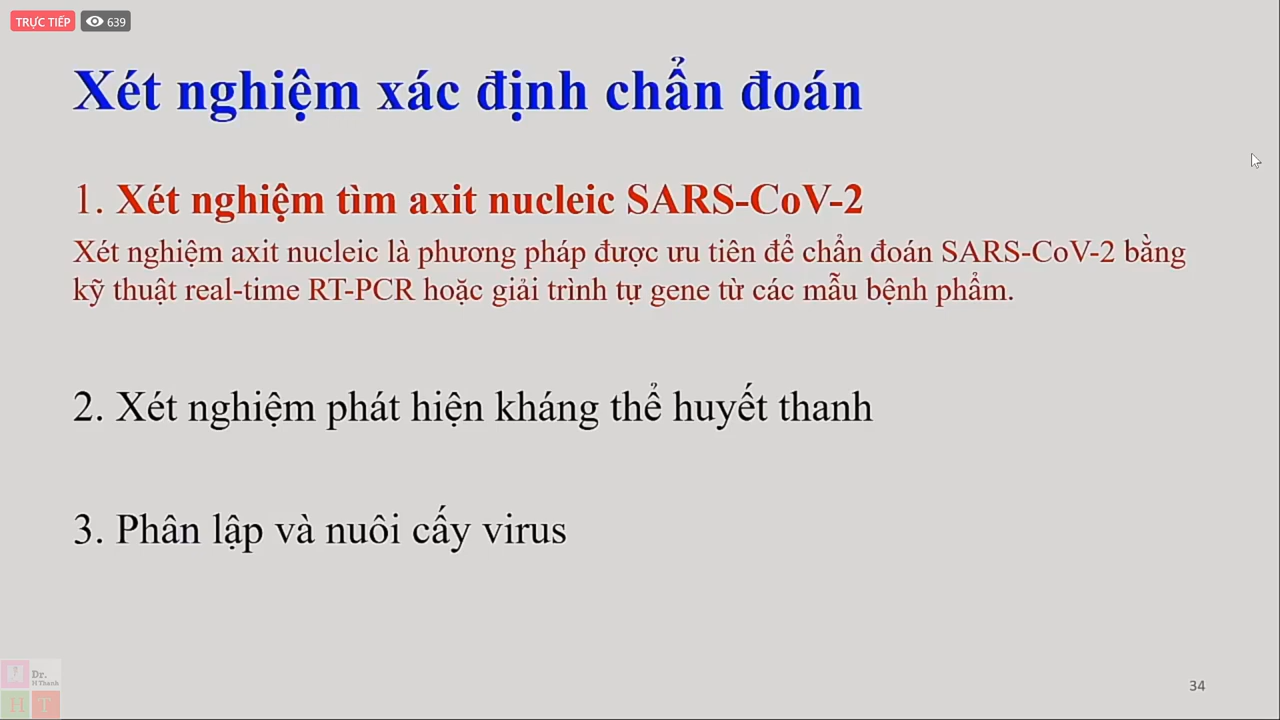 TRỰC TIẾP 639
Xét nghiệm xác định chẩn đoán
1. Xét nghiệm tìm axit nucleic SARS-CoV-2
Xét nghiệm axit nucleic là phương pháp được ưu tiên để chẩn đoán SARS-CoV-2 bằng
kỹ thuật real-time RT-PCR hoặc giải trình tự gene từ các mẫu bệnh phẩm.
2. Xét nghiệm phát hiện kháng thể huyết thanh
3. Phân lập và nuôi cấy virus
?
Dr.
H Thanh
H T
34